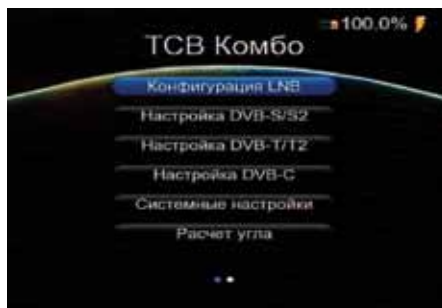 100.0%
ТСВ Комбо
Конфигурация LNB
Настройка DVB-S/S2
Настройка DVB-T/T2
Настройка DVB-C
Системные настройки
Расчет угла